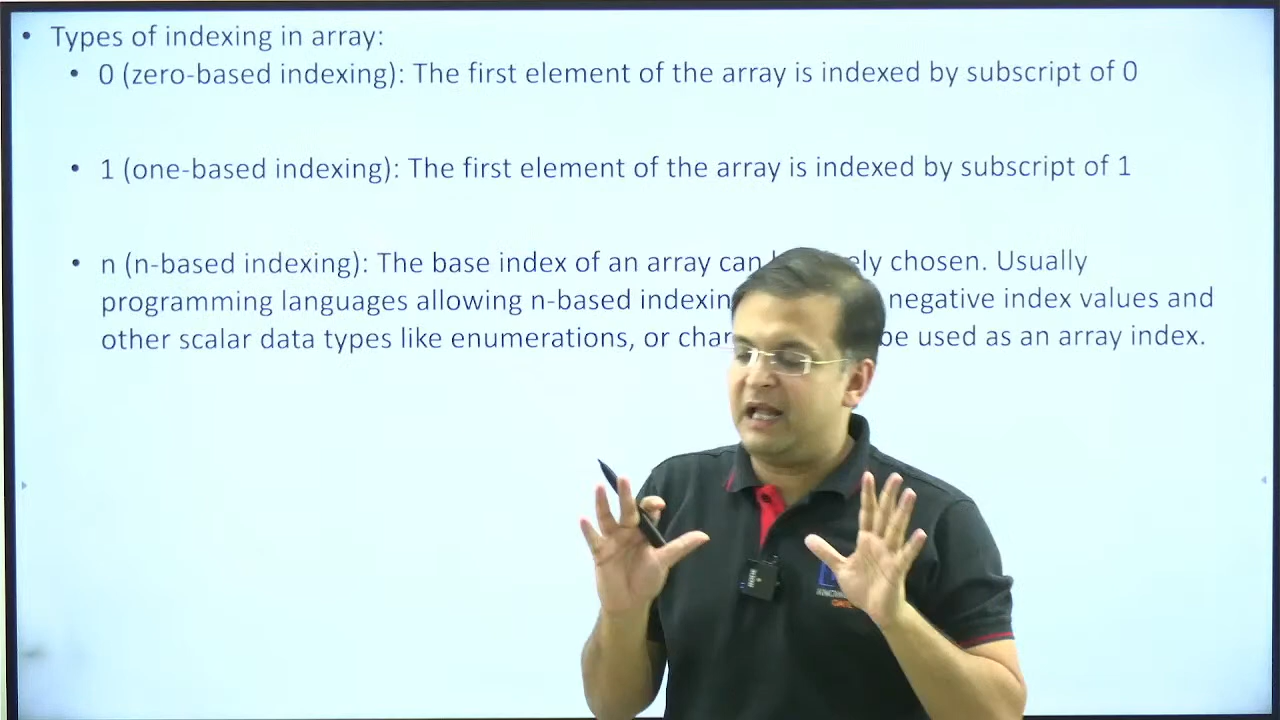 • Types of indexing in array:
• 0 (zero-based indexing): The first element of the array is indexed by subscript of 0
• 1 (one-based indexing): The first element of the array is indexed by subscript of 1
• n (n-based indexing): The base index of an array can ely chosen. Usually
programming languages allowing n-based indexin negative index values and
other scalar data types like enumerations, or char be used as an array index.